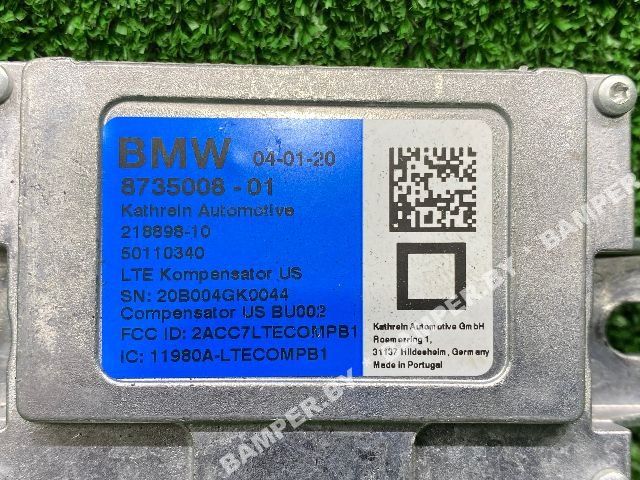 BMW 04-01-20
8735008-01
Kathrein Automotive
218898-10
50110340
LTE Kompensator US
SN: 20B004GK0044
Compensator US BU002
FCC ID: 2ACC7LTECOMPB1
IC: 11980A-LTECOMPB1
Kathrein Automotive GmbH
Roemerring 1,
31137 Hildesheim, Germany
Made in Portugal
BAMPER.BY - BAMPER.BY - BAMPER.BY